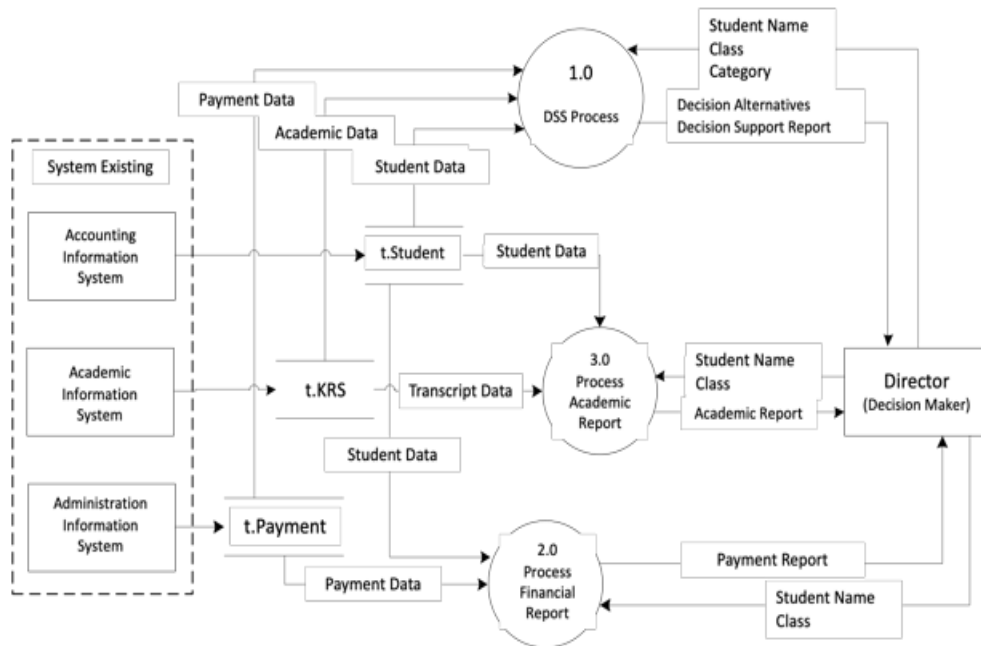 Student Name
Class
Category
1.0
DSS Process
Payment Data
Academic Data
Student Data
Decision Alternatives
Decision Support Report
System Existing
Accounting
Information
System
t.Student
Student Data
Academic
Information
System
t.KRS
Transcript Data
3.0
Process
Academic
Report
Student Name
Class
Academic Report
Director
(Decision Maker)
Student Data
Administration
Information
System
t.Payment
Payment Data
2.0
Process
Financial
Report
Payment Report
Student Name
Class